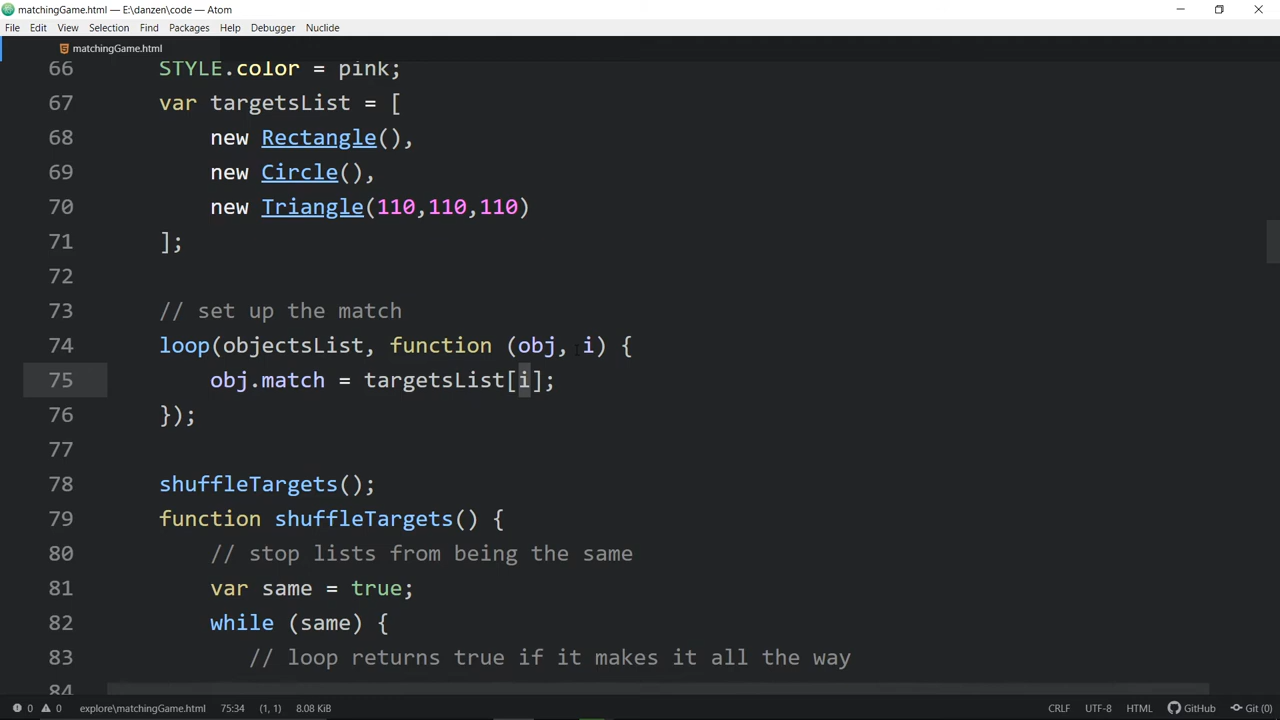 matchingGame.html — E:\danzen\code — Atom
File Edit View Selection Find Packages Help Debugger Nuclide
matchingGame.html
66 STYLE.color = pink;
67 var targetsList = [
68 new Rectangle(),
69 new Circle(),
70 new Triangle(110,110,110)
71 ];
72
73 // set up the match
74 loop(objectsList, function (obj, i) {
75 obj.match = targetsList[i];
76 });
77
78 shuffleTargets();
79 function shuffleTargets() {
80 // stop lists from being the same
81 var same = true;
82 while (same) {
83 // loop returns true if it makes it all the way
84
0 0 explore\matchingGame.html 75:34 (1, 1) 8.08 KiB CRLF UTF-8 HTML GitHub Git (0)